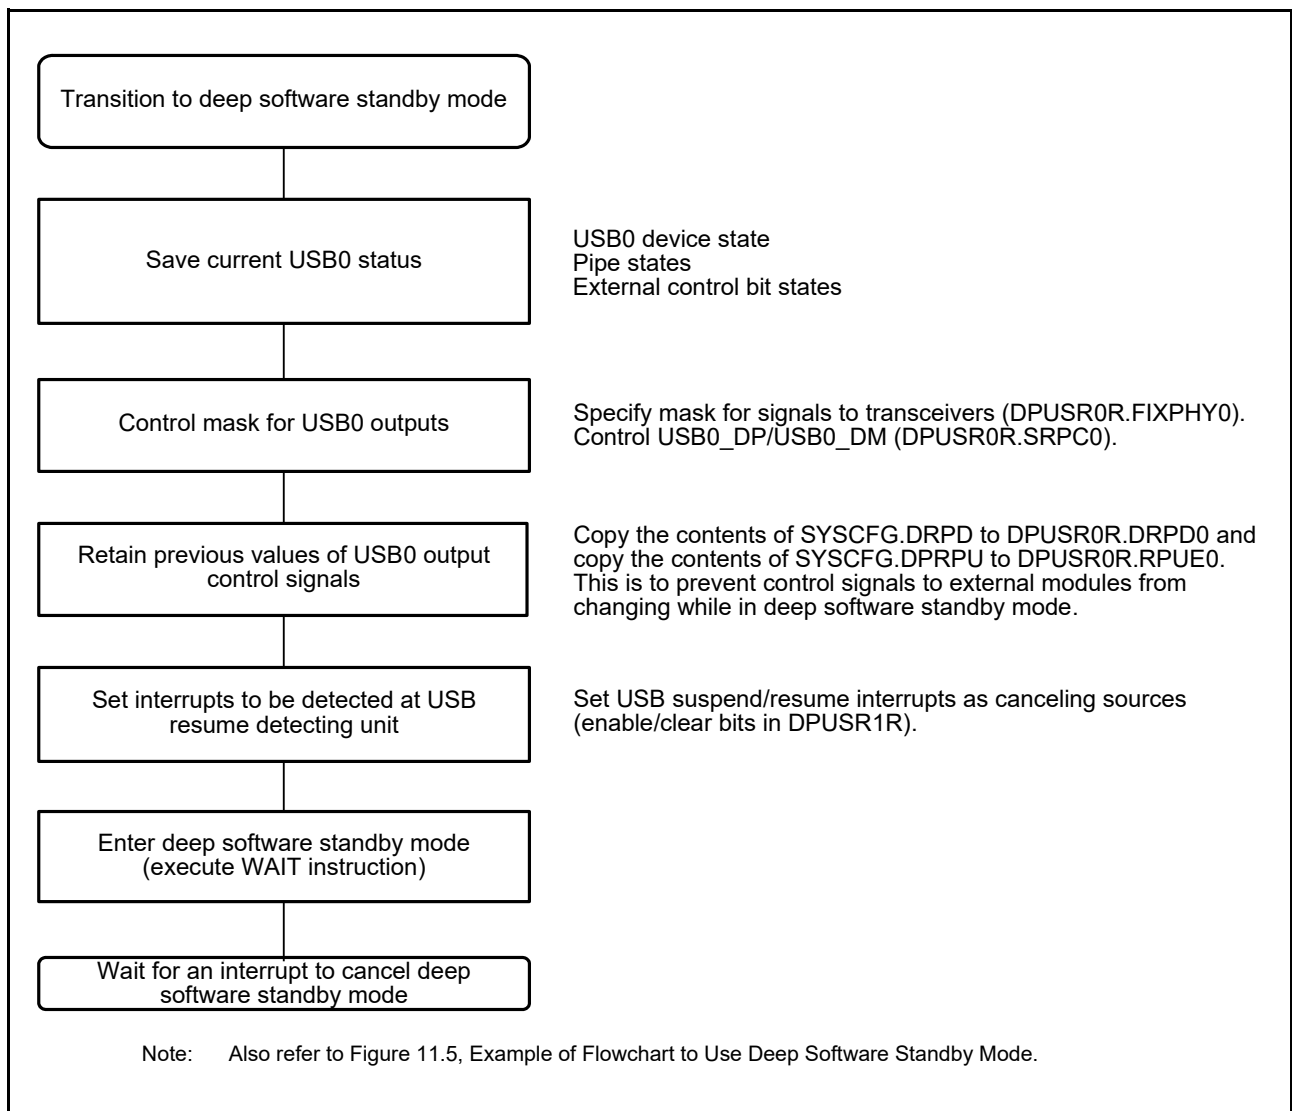 Transition to deep software standby mode
Save current USB0 status
USB0 device state
Pipe states
External control bit states
Control mask for USB0 outputs
Specify mask for signals to transceivers (DPUSR0R.FIXPHY0).
Control USB0_DP/USB0_DM (DPUSR0R.SRPC0).
Retain previous values of USB0 output
control signals
Copy the contents of SYSCFG.DRPD to DPUSR0R.DRPD0 and
copy the contents of SYSCFG.DPRPU to DPUSR0R.RPUE0.
This is to prevent control signals to external modules from
changing while in deep software standby mode.
Set interrupts to be detected at USB
resume detecting unit
Set USB suspend/resume interrupts as canceling sources
(enable/clear bits in DPUSR1R).
Enter deep software standby mode
(execute WAIT instruction)
Wait for an interrupt to cancel deep
software standby mode
Note: Also refer to Figure 11.5, Example of Flowchart to Use Deep Software Standby Mode.